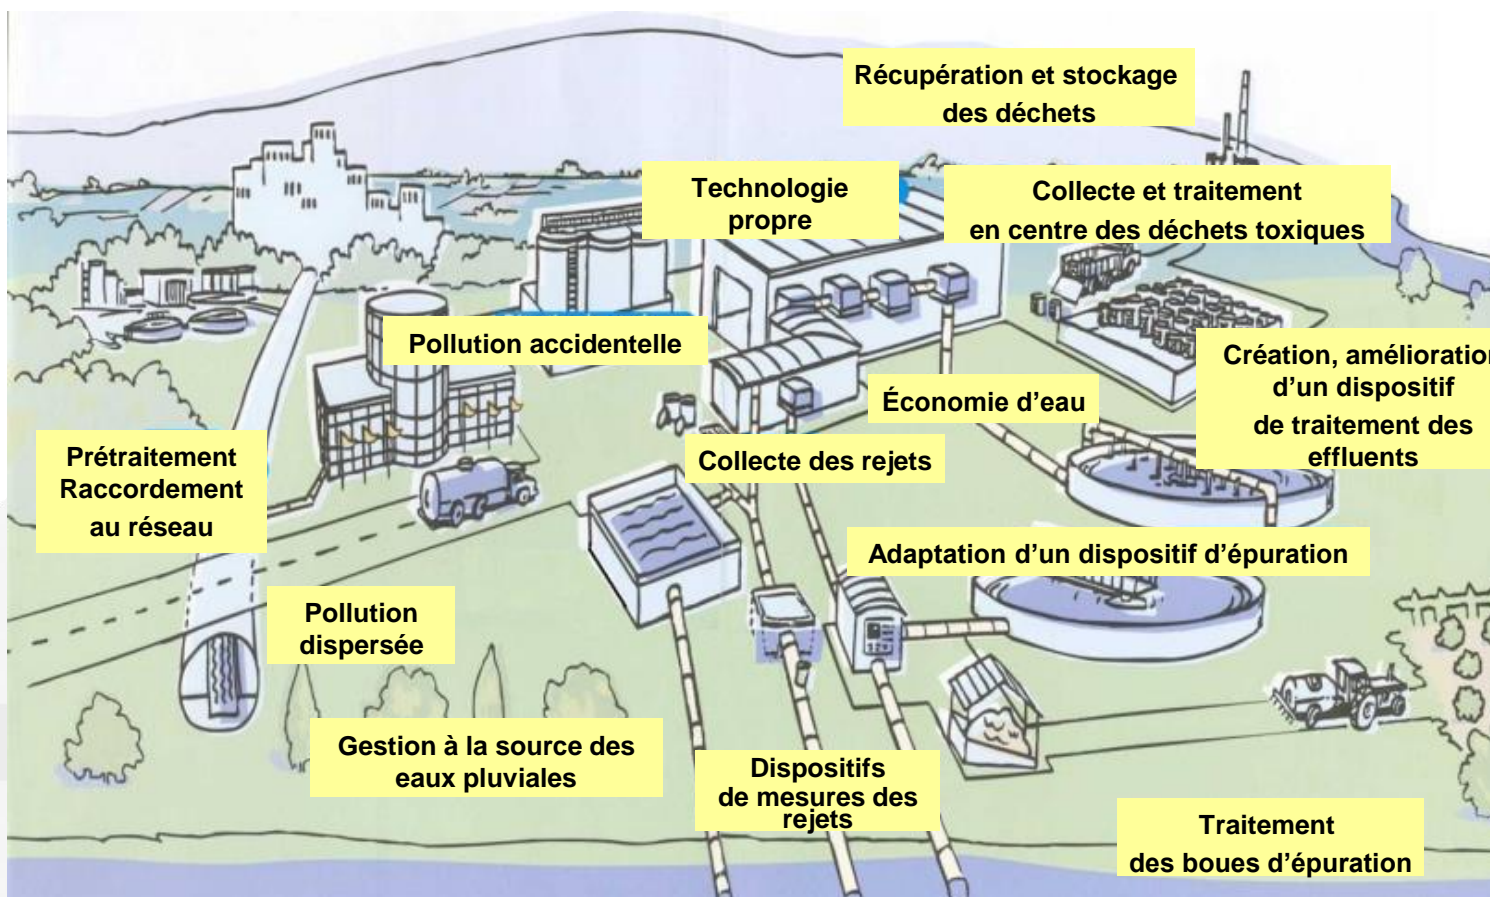 Récupération et stockage
des déchets
Technologie
propre
Collecte et traitement
en centre des déchets toxiques
Pollution accidentelle
Création, amélioration
d’un dispositif
de traitement des
effluents
Économie d’eau
Prétraitement
Raccordement
au réseau
Collecte des rejets
Adaptation d’un dispositif d’épuration
Pollution
dispersée
Gestion à la source des
eaux pluviales
Dispositifs
de mesures des
rejets
Traitement
des boues d’épuration